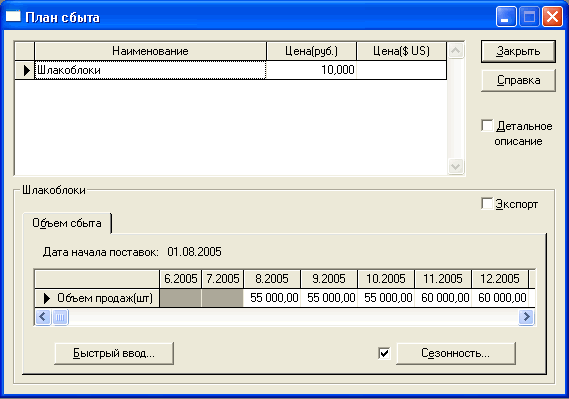 План сбыта
Наименование Цена(руб.) Цена($ US)
Шлакоблоки 10,000
Закрыть
Справка
Детальное
описание
Шлакоблоки
Экспорт
Объем сбыта
Дата начала поставок: 01.08.2005
6.2005 7.2005 8.2005 9.2005 10.2005 11.2005 12.2005
Объем продаж(шт) 55 000,00 55 000,00 55 000,00 60 000,00 60 000,00
Быстрый ввод... Сезонность...